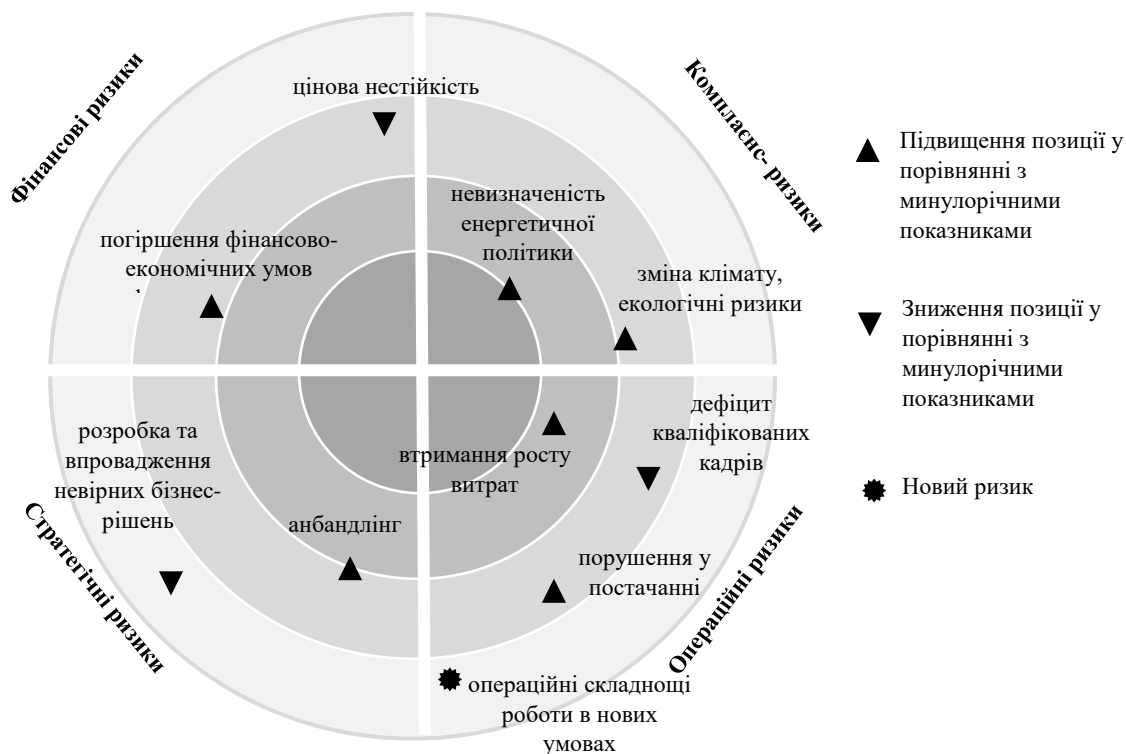 Фінансові ризики
цінова нестійкість
Комплаєнс- ризики
невизначеність
енергетичної
політики
погіршення фінансово-
економічних умов
зміна клімату,
екологічні ризики
розробка та
впровадження
невірних бізнес-
рішень
анбандлінг
Стратегічні ризики
втримання росту
витрат
дефіцит
кваліфікованих
кадрів
порушення у
постачанні
операційні складнощі
роботи в нових
умовах
Операційні ризики
Підвищення позиції у
порівнянні з
минулорічними
показниками
Зниження позиції у
порівнянні з
минулорічними
показниками
Новий ризик